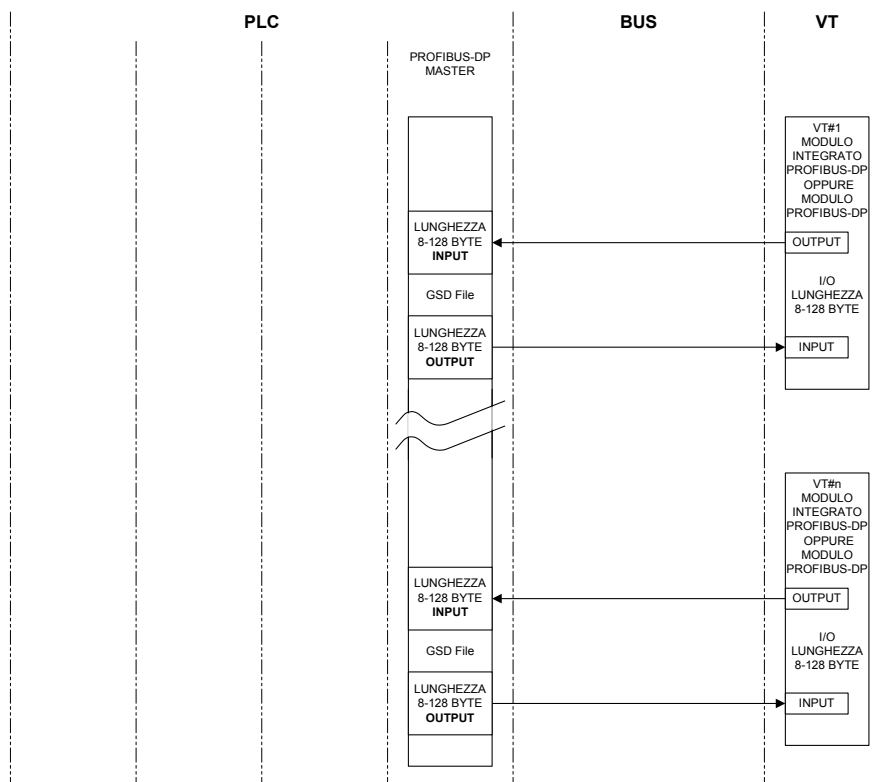 PLC
BUS
VT
PROFIBUS-DP
MASTER
VT#1
MODULO
INTEGRATO
PROFIBUS-DP
OPPURE
MODULO
PROFIBUS-DP
LUNGHEZZA
8-128 BYTE
INPUT
OUTPUT
GSD File
I/O
LUNGHEZZA
8-128 BYTE
LUNGHEZZA
8-128 BYTE
OUTPUT
INPUT
VT#n
MODULO
INTEGRATO
PROFIBUS-DP
OPPURE
MODULO
PROFIBUS-DP
LUNGHEZZA
8-128 BYTE
INPUT
OUTPUT
GSD File
I/O
LUNGHEZZA
8-128 BYTE
LUNGHEZZA
8-128 BYTE
OUTPUT
INPUT